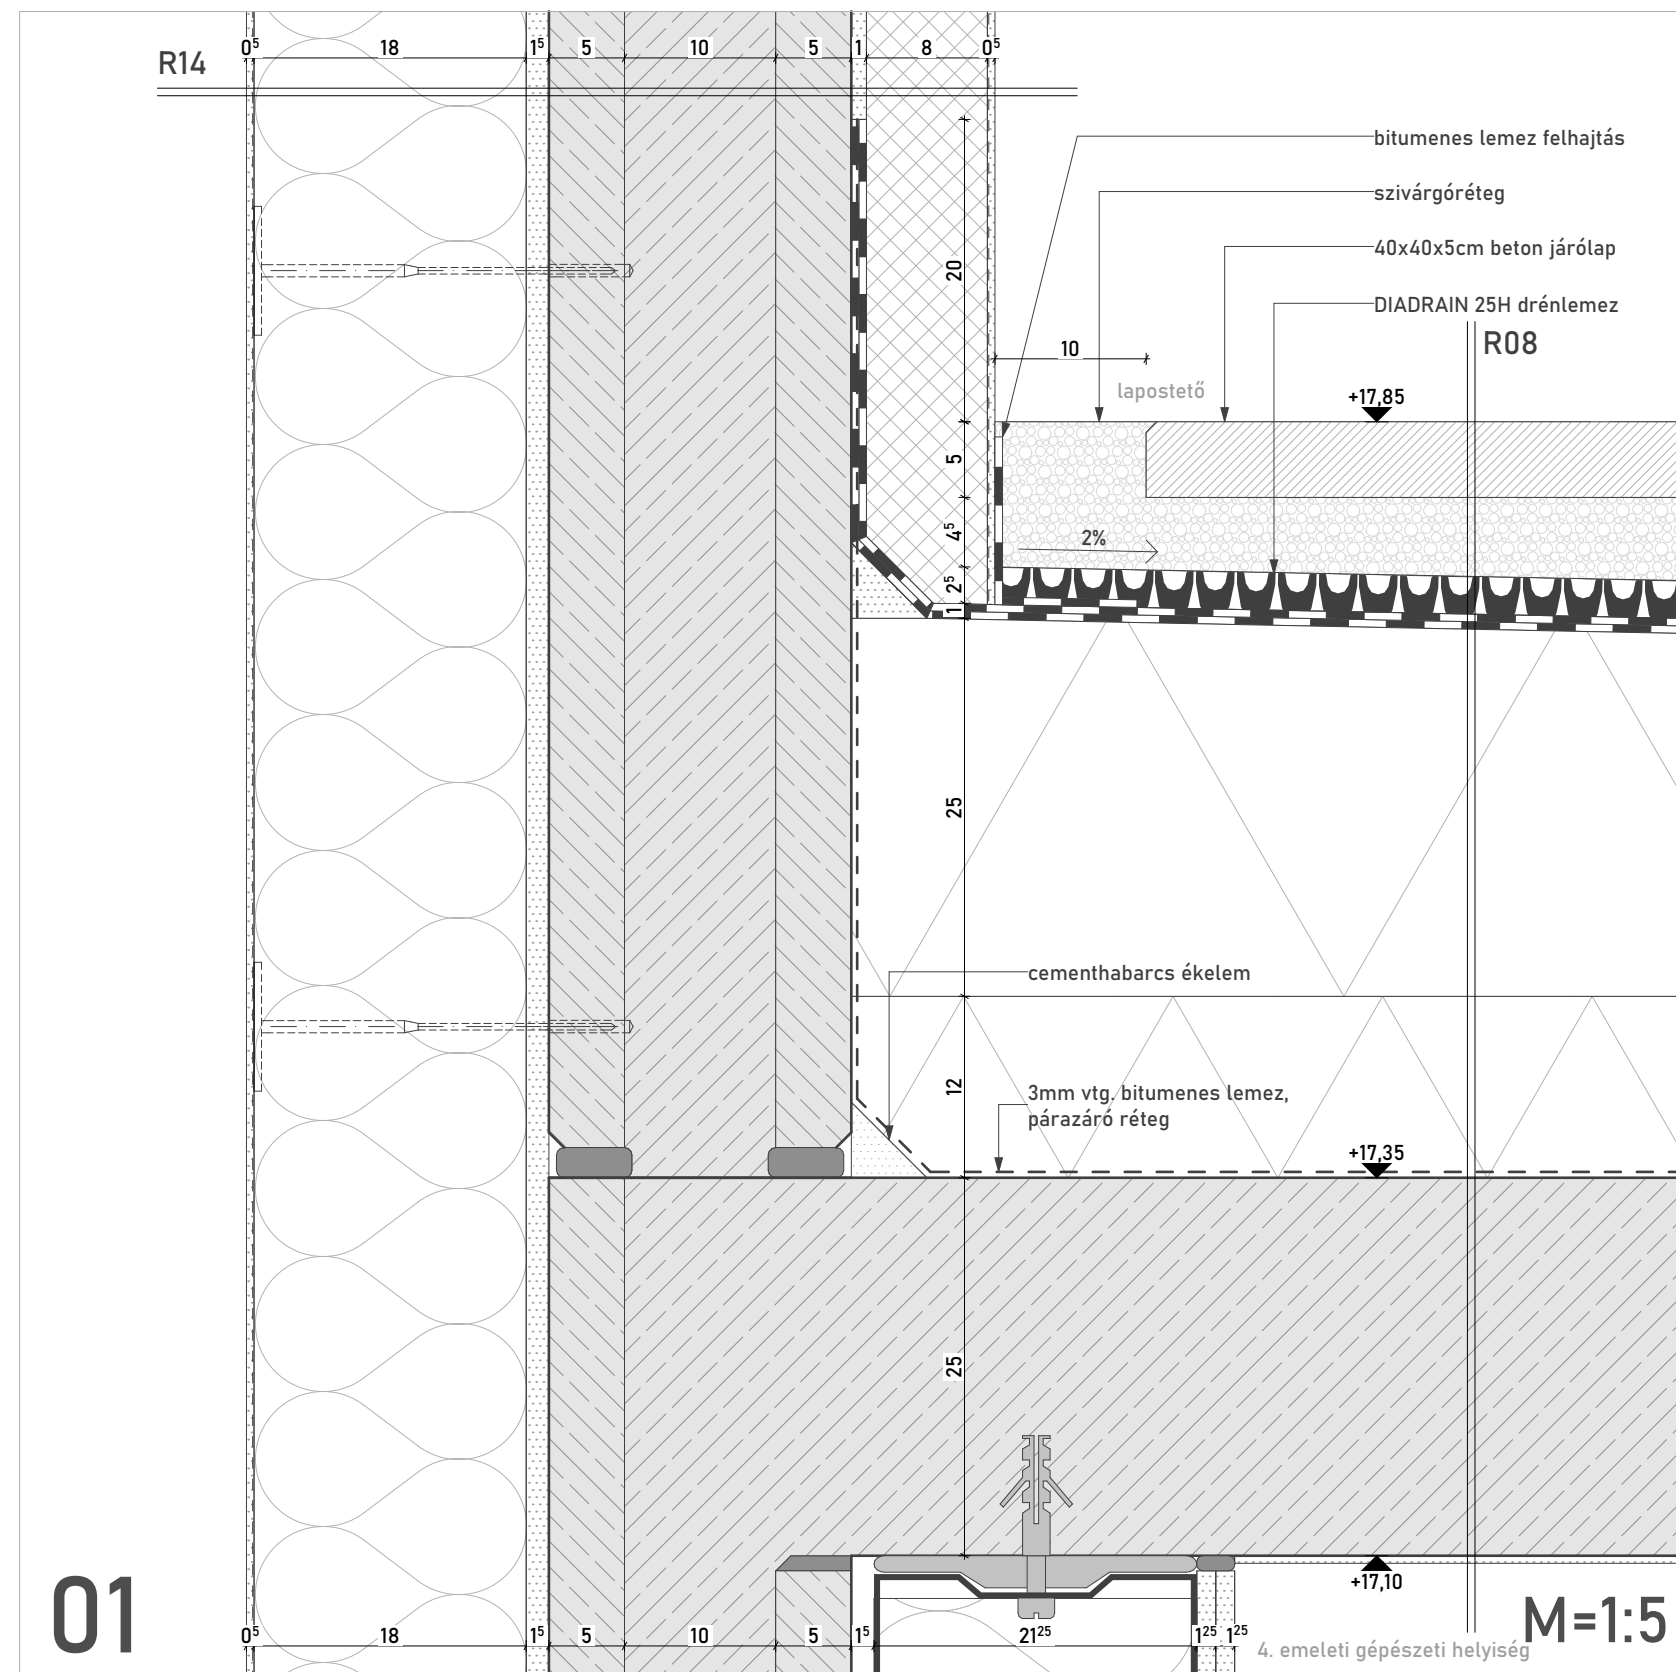 0⁵ 18 1⁵ 5 10 5 1 8 0⁵
R14
bitumenes lemez felhajtás
szivárgóréteg
40x40x5cm beton járólap
20
DIADRAIN 25H drénlemez
R08
10
lapostető
+17,85
5
4⁵
2%
2⁵
1
25
cementhabarcs ékelem
12
3mm vtg. bitumenes lemez,
párazáró réteg
+17,35
25
+17,10
01
M=1:5
0⁵ 18 1⁵ 5 10 5 1⁵ 21²⁵ 1²⁵ 1²⁵
4. emeleti gépészeti helyiség